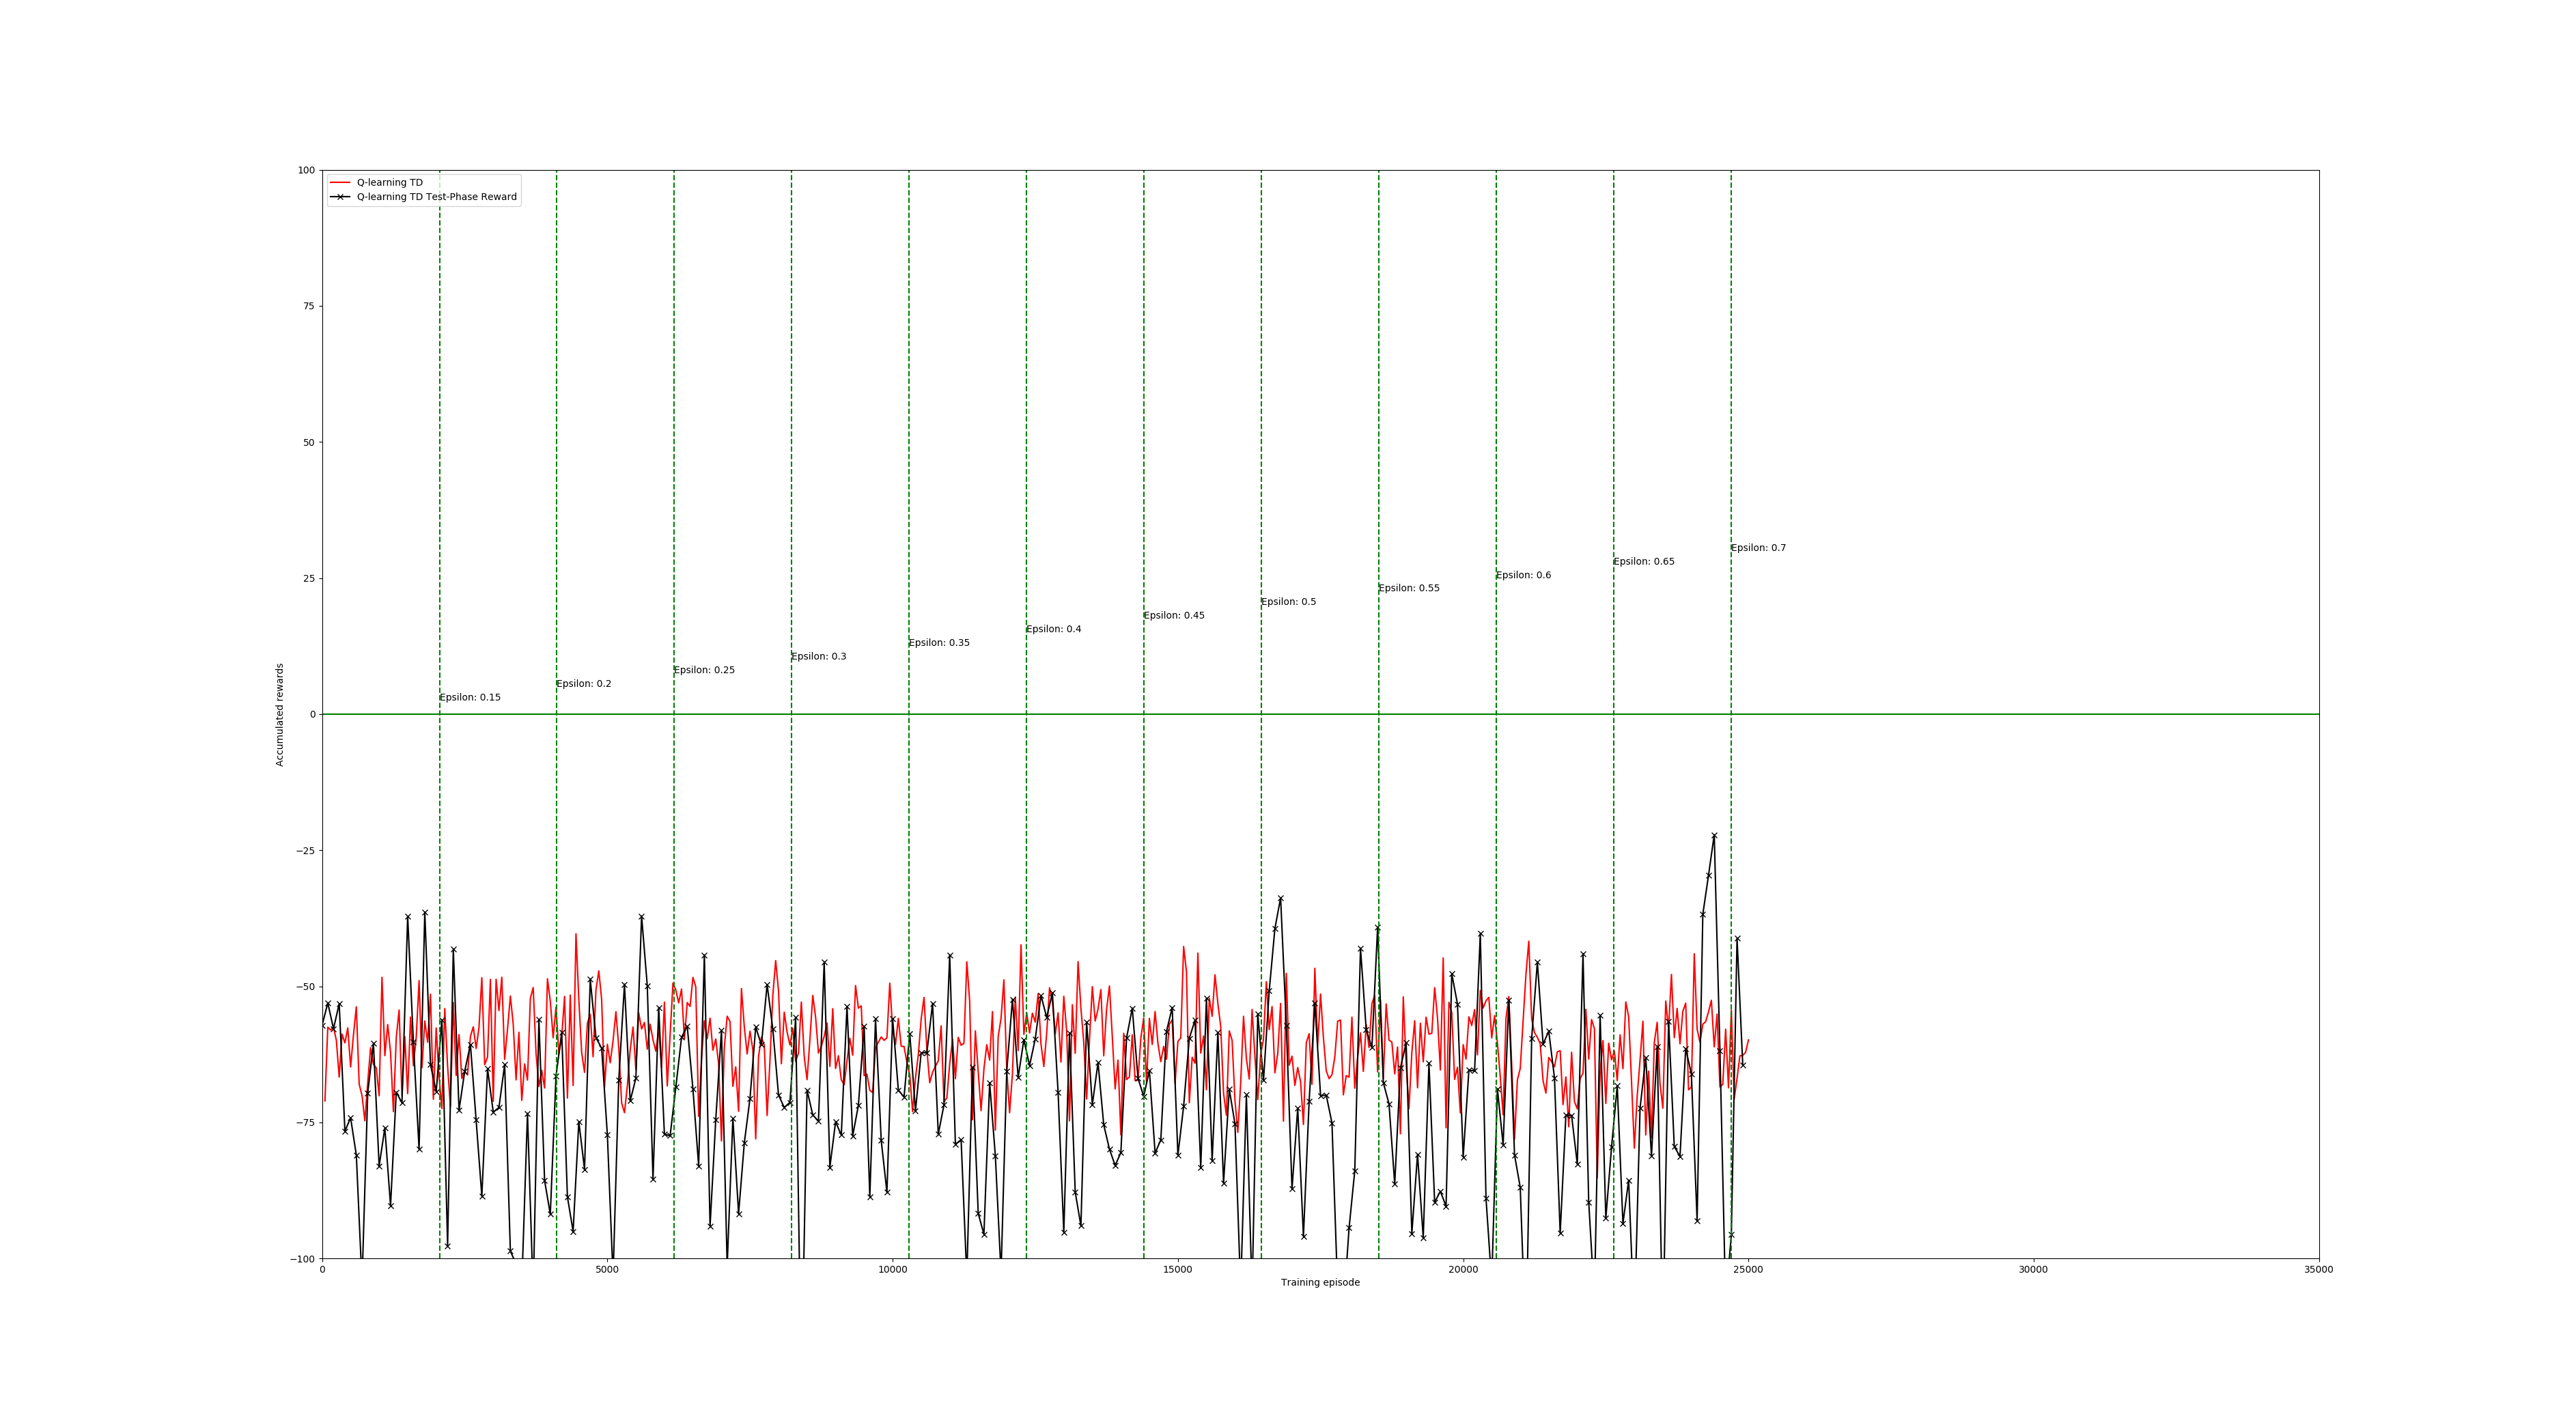 100
Q-learning TD
Q-learning TD Test-Phase Reward
75
50
25
Epsilon: 0.7
Epsilon: 0.65
Epsilon: 0.6
Epsilon: 0.55
Epsilon: 0.5
Epsilon: 0.45
Epsilon: 0.4
Epsilon: 0.35
Epsilon: 0.3
Epsilon: 0.25
Epsilon: 0.2
Epsilon: 0.15
0
Accumulated rewards
−25
−50
−75
−100
0 5000 10000 15000 20000 25000 30000 35000
Training episode